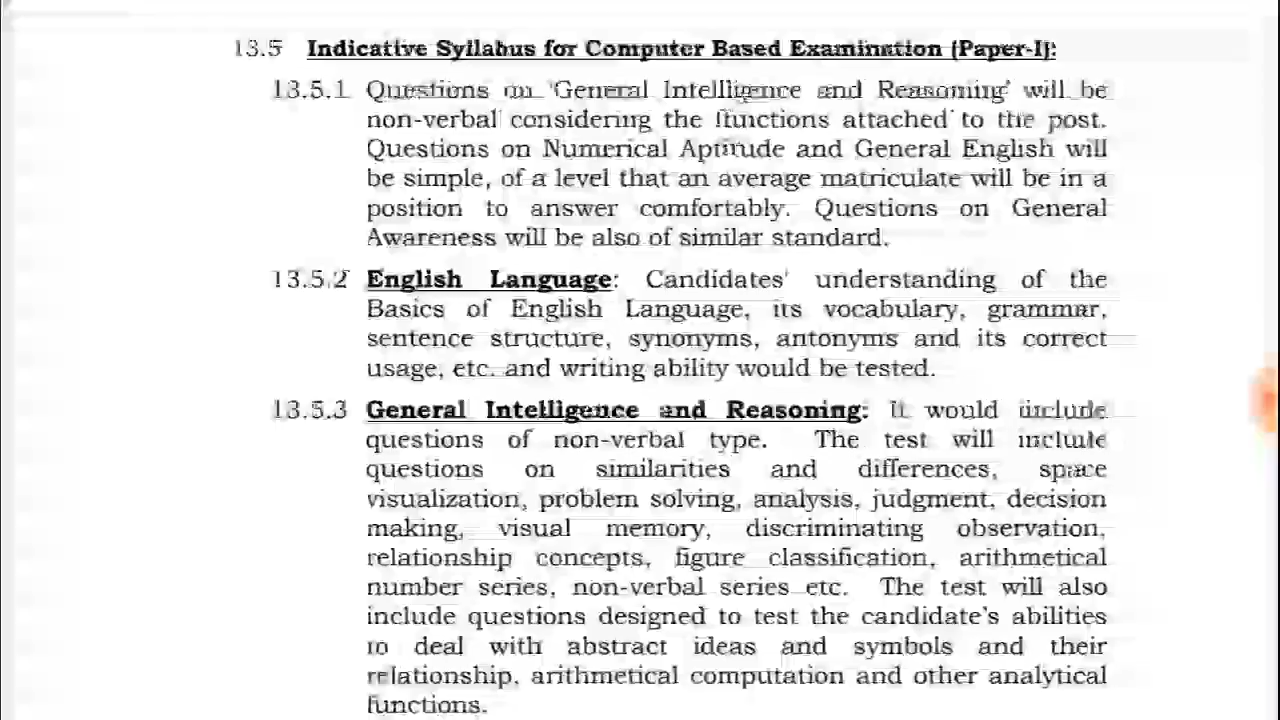 13.5 Indicative Syllabus for Computer Based Examination (Paper-I):
13.5.1 Questions on 'General Intelligence and Reasoning' will be
non-verbal considering the functions attached to the post.
Questions on Numerical Aptitude and General English will
be simple, of a level that an average matriculate will be in a
position to answer comfortably. Questions on General
Awareness will be also of similar standard.
13.5.2 English Language: Candidates' understanding of the
Basics of English Language, its vocabulary, grammar,
sentence structure, synonyms, antonyms and its correct
usage, etc. and writing ability would be tested.
13.5.3 General Intelligence and Reasoning: It would include
questions of non-verbal type. The test will include
questions on similarities and differences, space
visualization, problem solving, analysis, judgment, decision
making, visual memory, discriminating observation,
relationship concepts, figure classification, arithmetical
number series, non-verbal series etc. The test will also
include questions designed to test the candidate's abilities
to deal with abstract ideas and symbols and their
relationship, arithmetical computation and other analytical
functions.